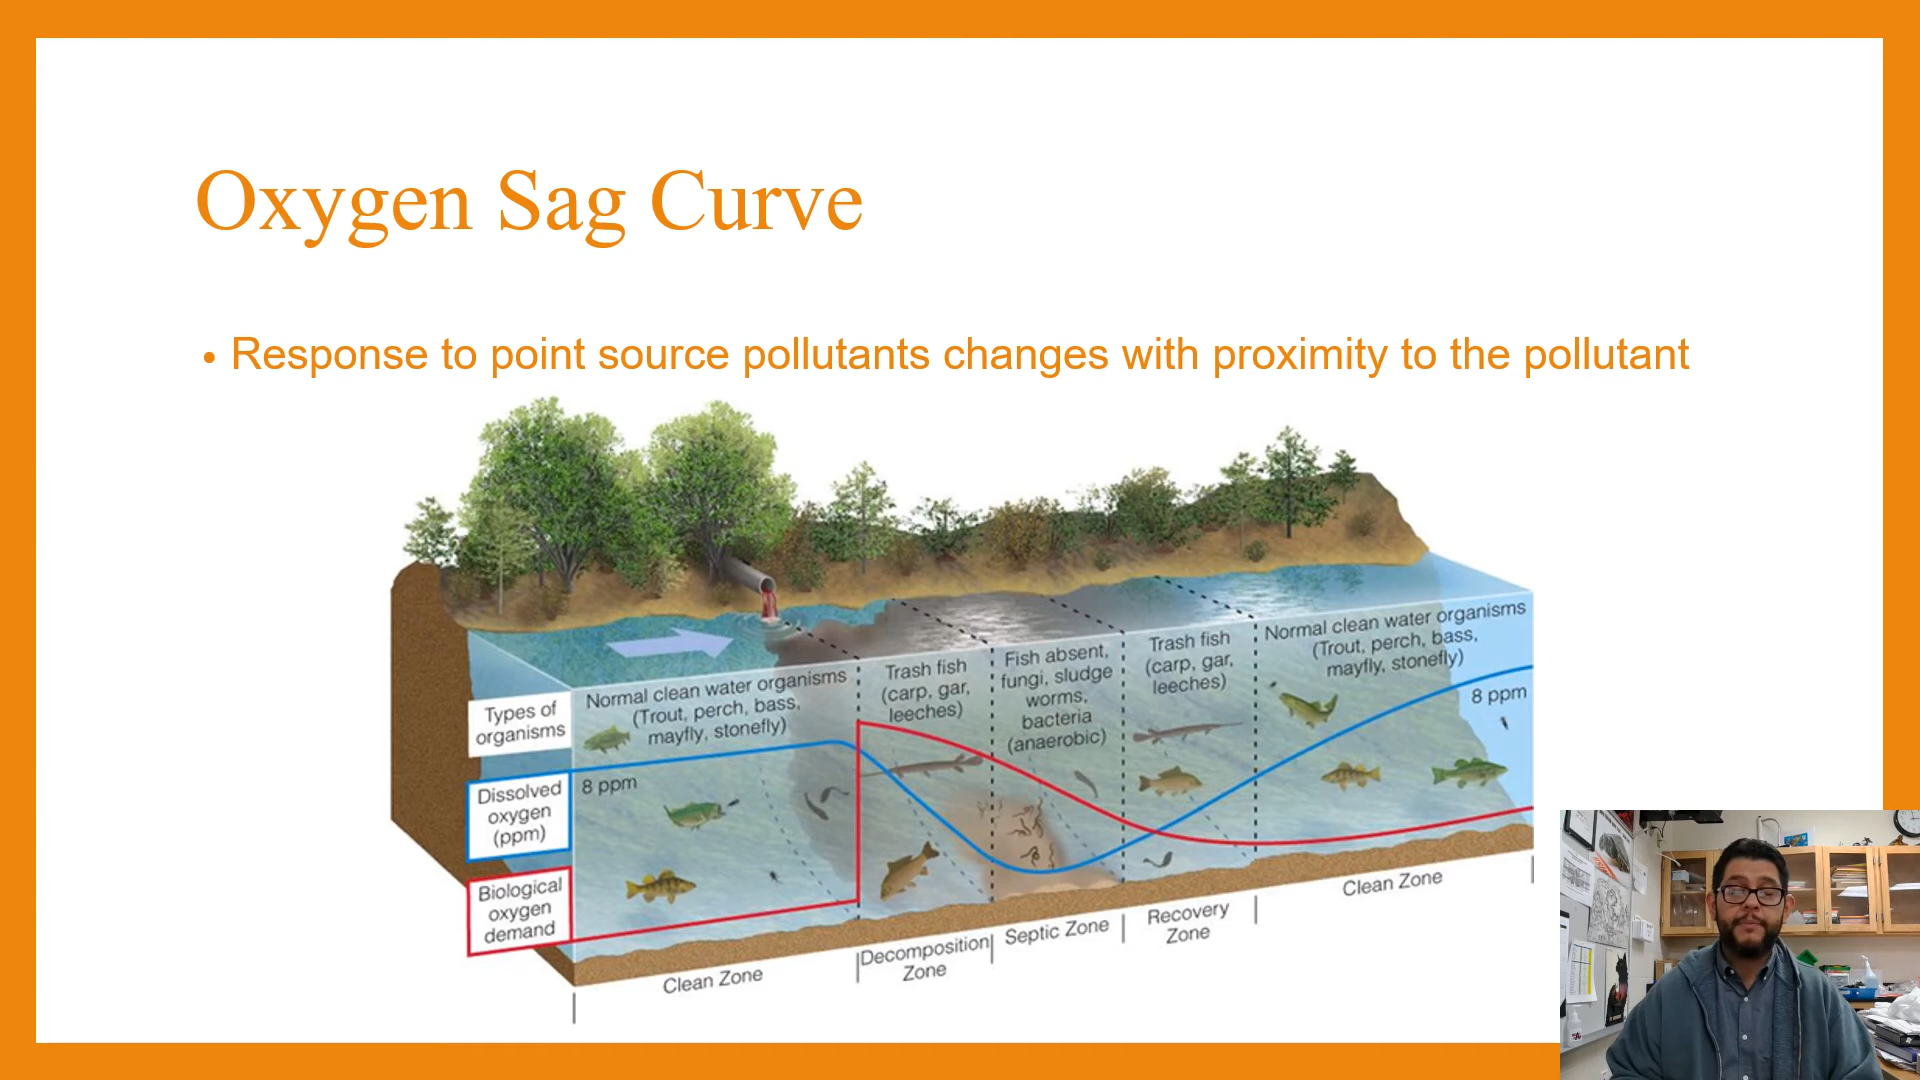 Oxygen Sag Curve
• Response to point source pollutants changes with proximity to the pollutant
Types of
organisms
Normal clean water organisms
(Trout, perch, bass,
mayfly, stonefly)
Trash fish
(carp, gar,
leeches)
Fish absent,
fungi, sludge
worms,
bacteria
(anaerobic)
Trash fish
(carp, gar,
leeches)
Normal clean water organisms
(Trout, perch, bass,
mayfly, stonefly)
Dissolved
oxygen
(ppm)
8 ppm
8 ppm
Biological
oxygen
demand
Clean Zone
Decomposition
Zone
Septic Zone
Recovery
Zone
Clean Zone